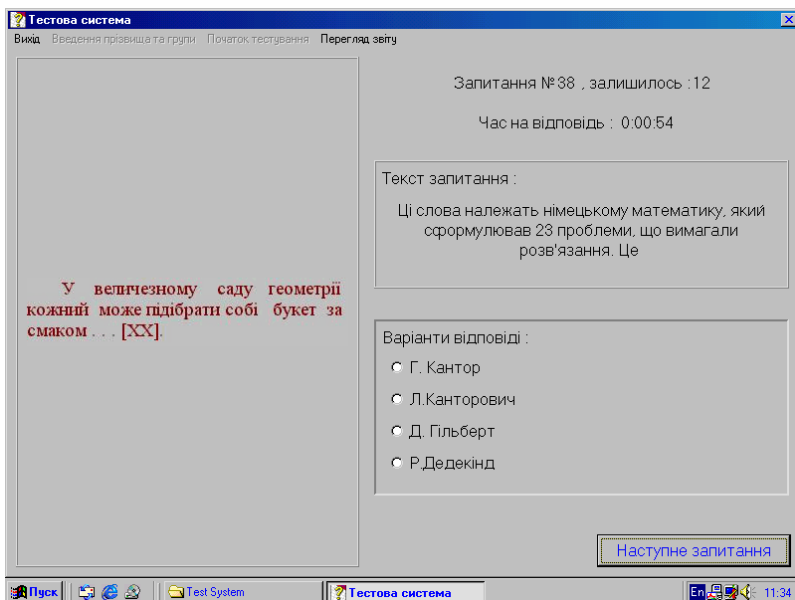 Тестова система
Вихід Введення прізвища та групи Початок тестування Перегляд звіту
Запитання №38 , залишилось :12
Час на відповідь : 0:00:54
Текст запитання :
Ці слова належать німецькому математику, який
сформулював 23 проблеми, що вимагали
розв'язання. Це
У величезному саду геометрії
кожний може підібрати собі букет за
смаком . . . [XX].
Варіанти відповіді :
Г. Кантор
Л.Канторович
Д. Гільберт
Р.Дедекінд
Наступне запитання
Пуск Test System Тестова система En 11:34